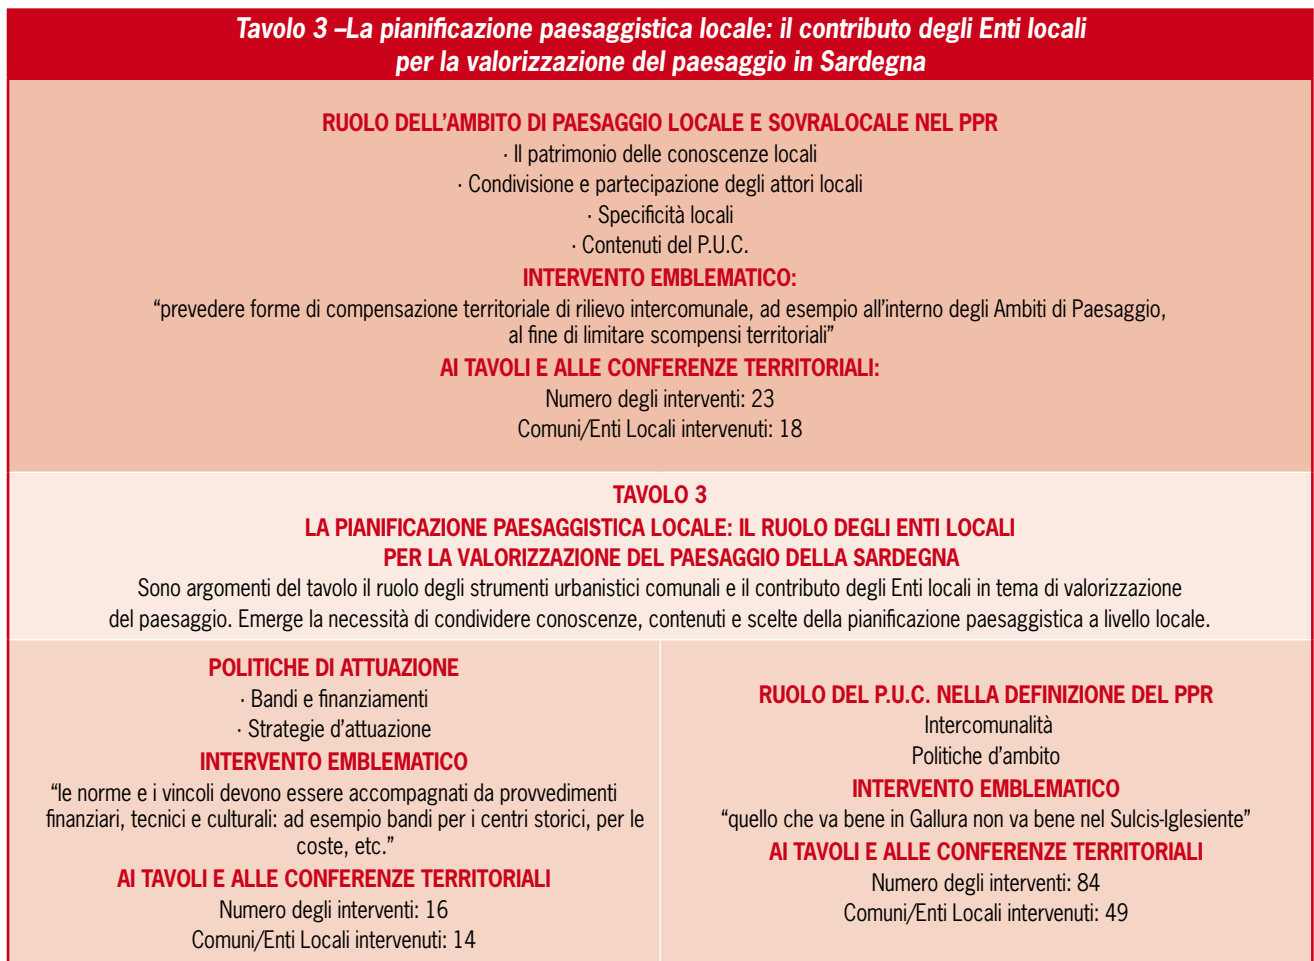 Tavolo 3 –La pianificazione paesaggistica locale: il contributo degli Enti locali
per la valorizzazione del paesaggio in Sardegna
RUOLO DELL’AMBITO DI PAESAGGIO LOCALE E SOVRALOCALE NEL PPR
· Il patrimonio delle conoscenze locali
· Condivisione e partecipazione degli attori locali
· Specificità locali
· Contenuti del P.U.C.
INTERVENTO EMBLEMATICO:
“prevedere forme di compensazione territoriale di rilievo intercomunale, ad esempio all’interno degli Ambiti di Paesaggio,
al fine di limitare scompensi territoriali”
AI TAVOLI E ALLE CONFERENZE TERRITORIALI:
Numero degli interventi: 23
Comuni/Enti Locali intervenuti: 18
TAVOLO 3
LA PIANIFICAZIONE PAESAGGISTICA LOCALE: IL RUOLO DEGLI ENTI LOCALI
PER LA VALORIZZAZIONE DEL PAESAGGIO DELLA SARDEGNA
Sono argomenti del tavolo il ruolo degli strumenti urbanistici comunali e il contributo degli Enti locali in tema di valorizzazione
del paesaggio. Emerge la necessità di condividere conoscenze, contenuti e scelte della pianificazione paesaggistica a livello locale.
POLITICHE DI ATTUAZIONE
· Bandi e finanziamenti
· Strategie d’attuazione
INTERVENTO EMBLEMATICO
“le norme e i vincoli devono essere accompagnati da provvedimenti
finanziari, tecnici e culturali: ad esempio bandi per i centri storici, per le
coste, etc.”
AI TAVOLI E ALLE CONFERENZE TERRITORIALI
Numero degli interventi: 16
Comuni/Enti Locali intervenuti: 14
RUOLO DEL P.U.C. NELLA DEFINIZIONE DEL PPR
Intercomunalità
Politiche d’ambito
INTERVENTO EMBLEMATICO
“quello che va bene in Gallura non va bene nel Sulcis-Iglesiente”
AI TAVOLI E ALLE CONFERENZE TERRITORIALI
Numero degli interventi: 84
Comuni/Enti Locali intervenuti: 49